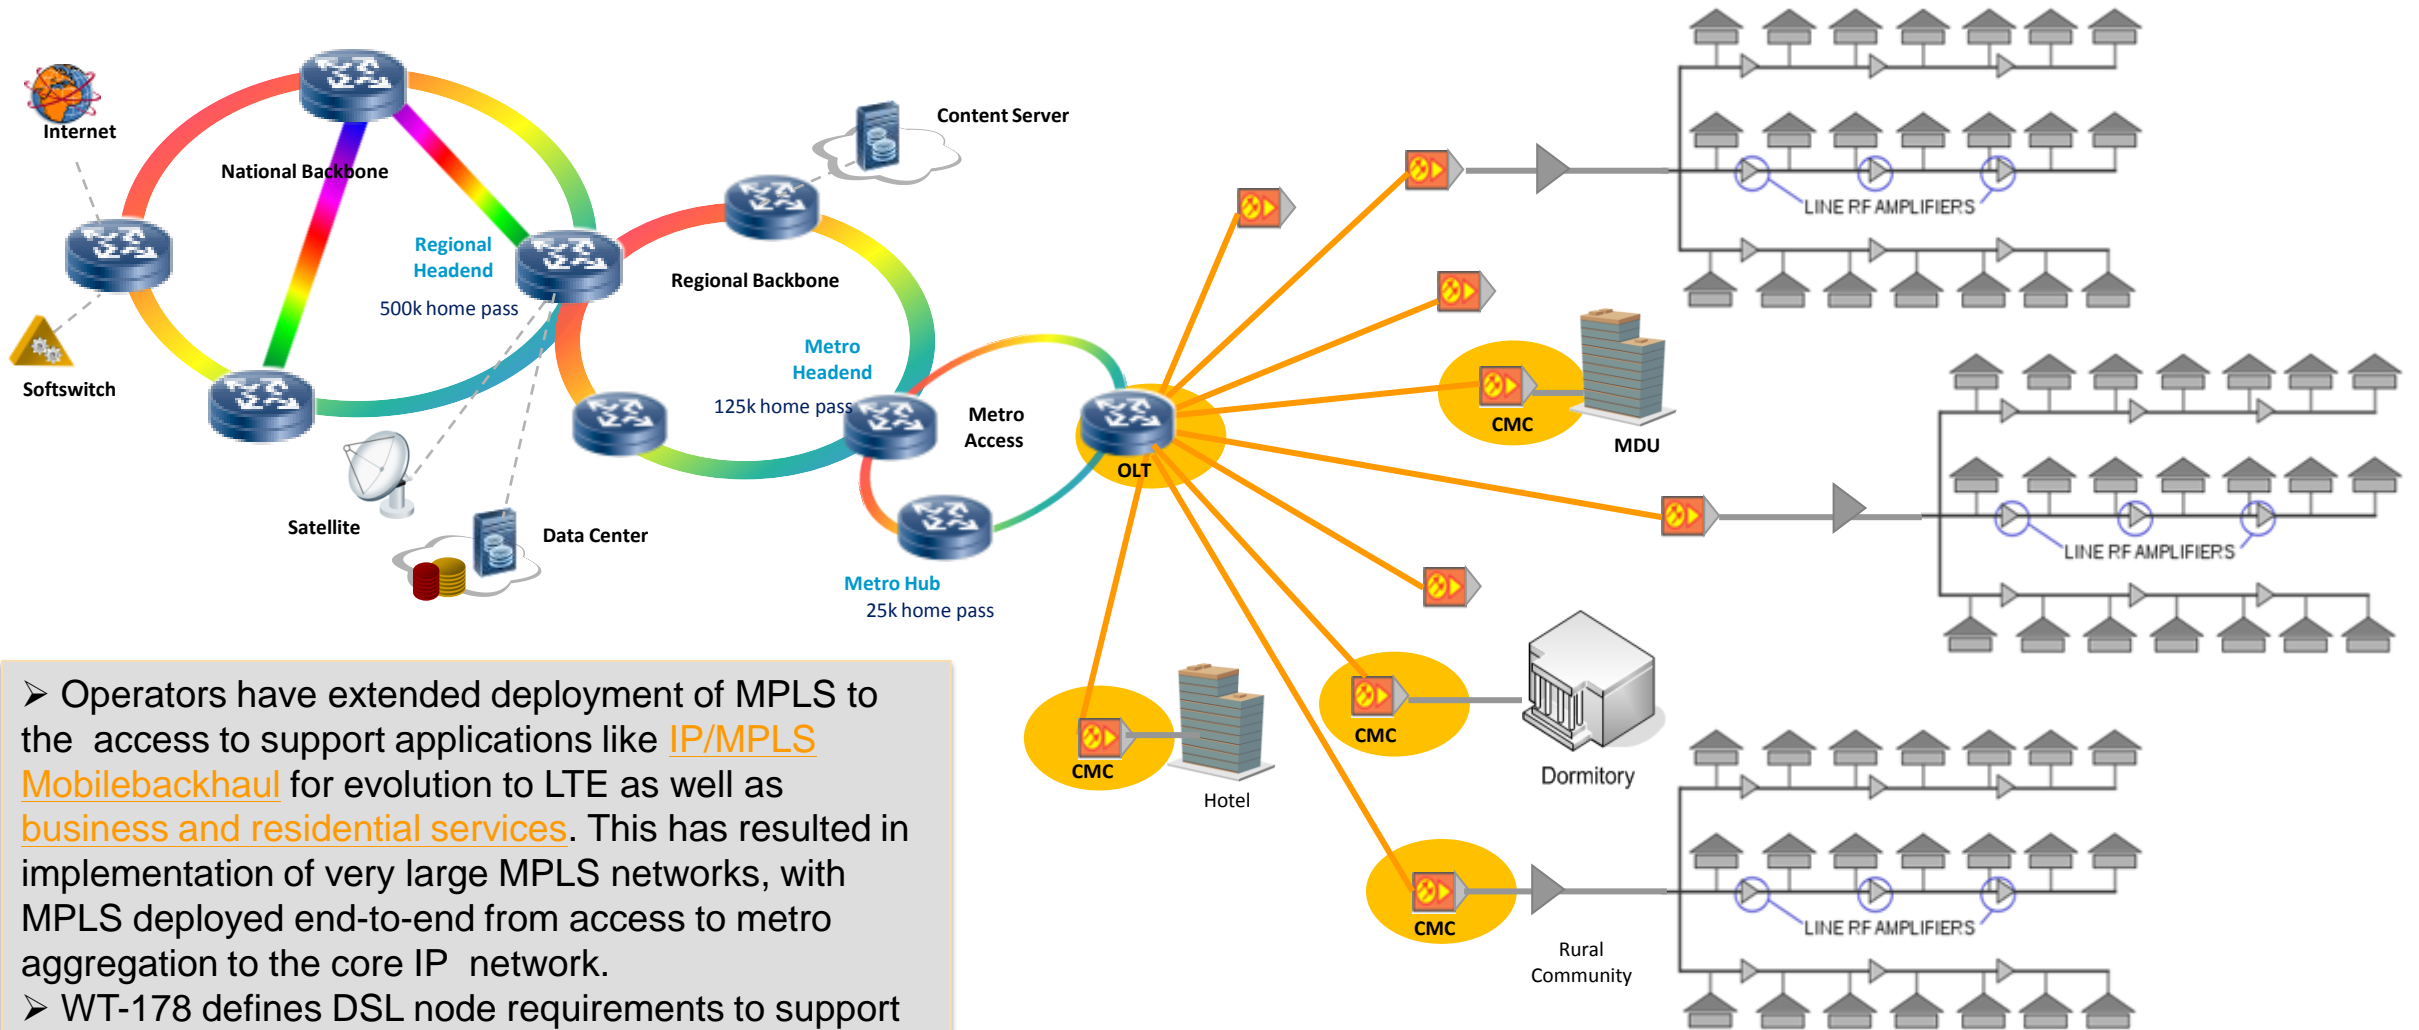 Internet
National Backbone
Content Server
Regional
Headend
500k home pass
Regional Backbone
Softswitch
Metro
Headend
125k home pass
Metro
Access
OLT
Satellite
Data Center
Metro Hub
25k home pass
LINE RF AMPLIFIERS
CMC
MDU
LINE RF AMPLIFIERS
CMC
Hotel
CMC
Dormitory
CMC
Rural
Community
LINE RF AMPLIFIERS
➢ Operators have extended deployment of MPLS to
the access to support applications like IP/MPLS
Mobilebackhaul for evolution to LTE as well as
business and residential services. This has resulted in
implementation of very large MPLS networks, with
MPLS deployed end-to-end from access to metro
aggregation to the core IP network.
➢ WT-178 defines DSL node requirements to support